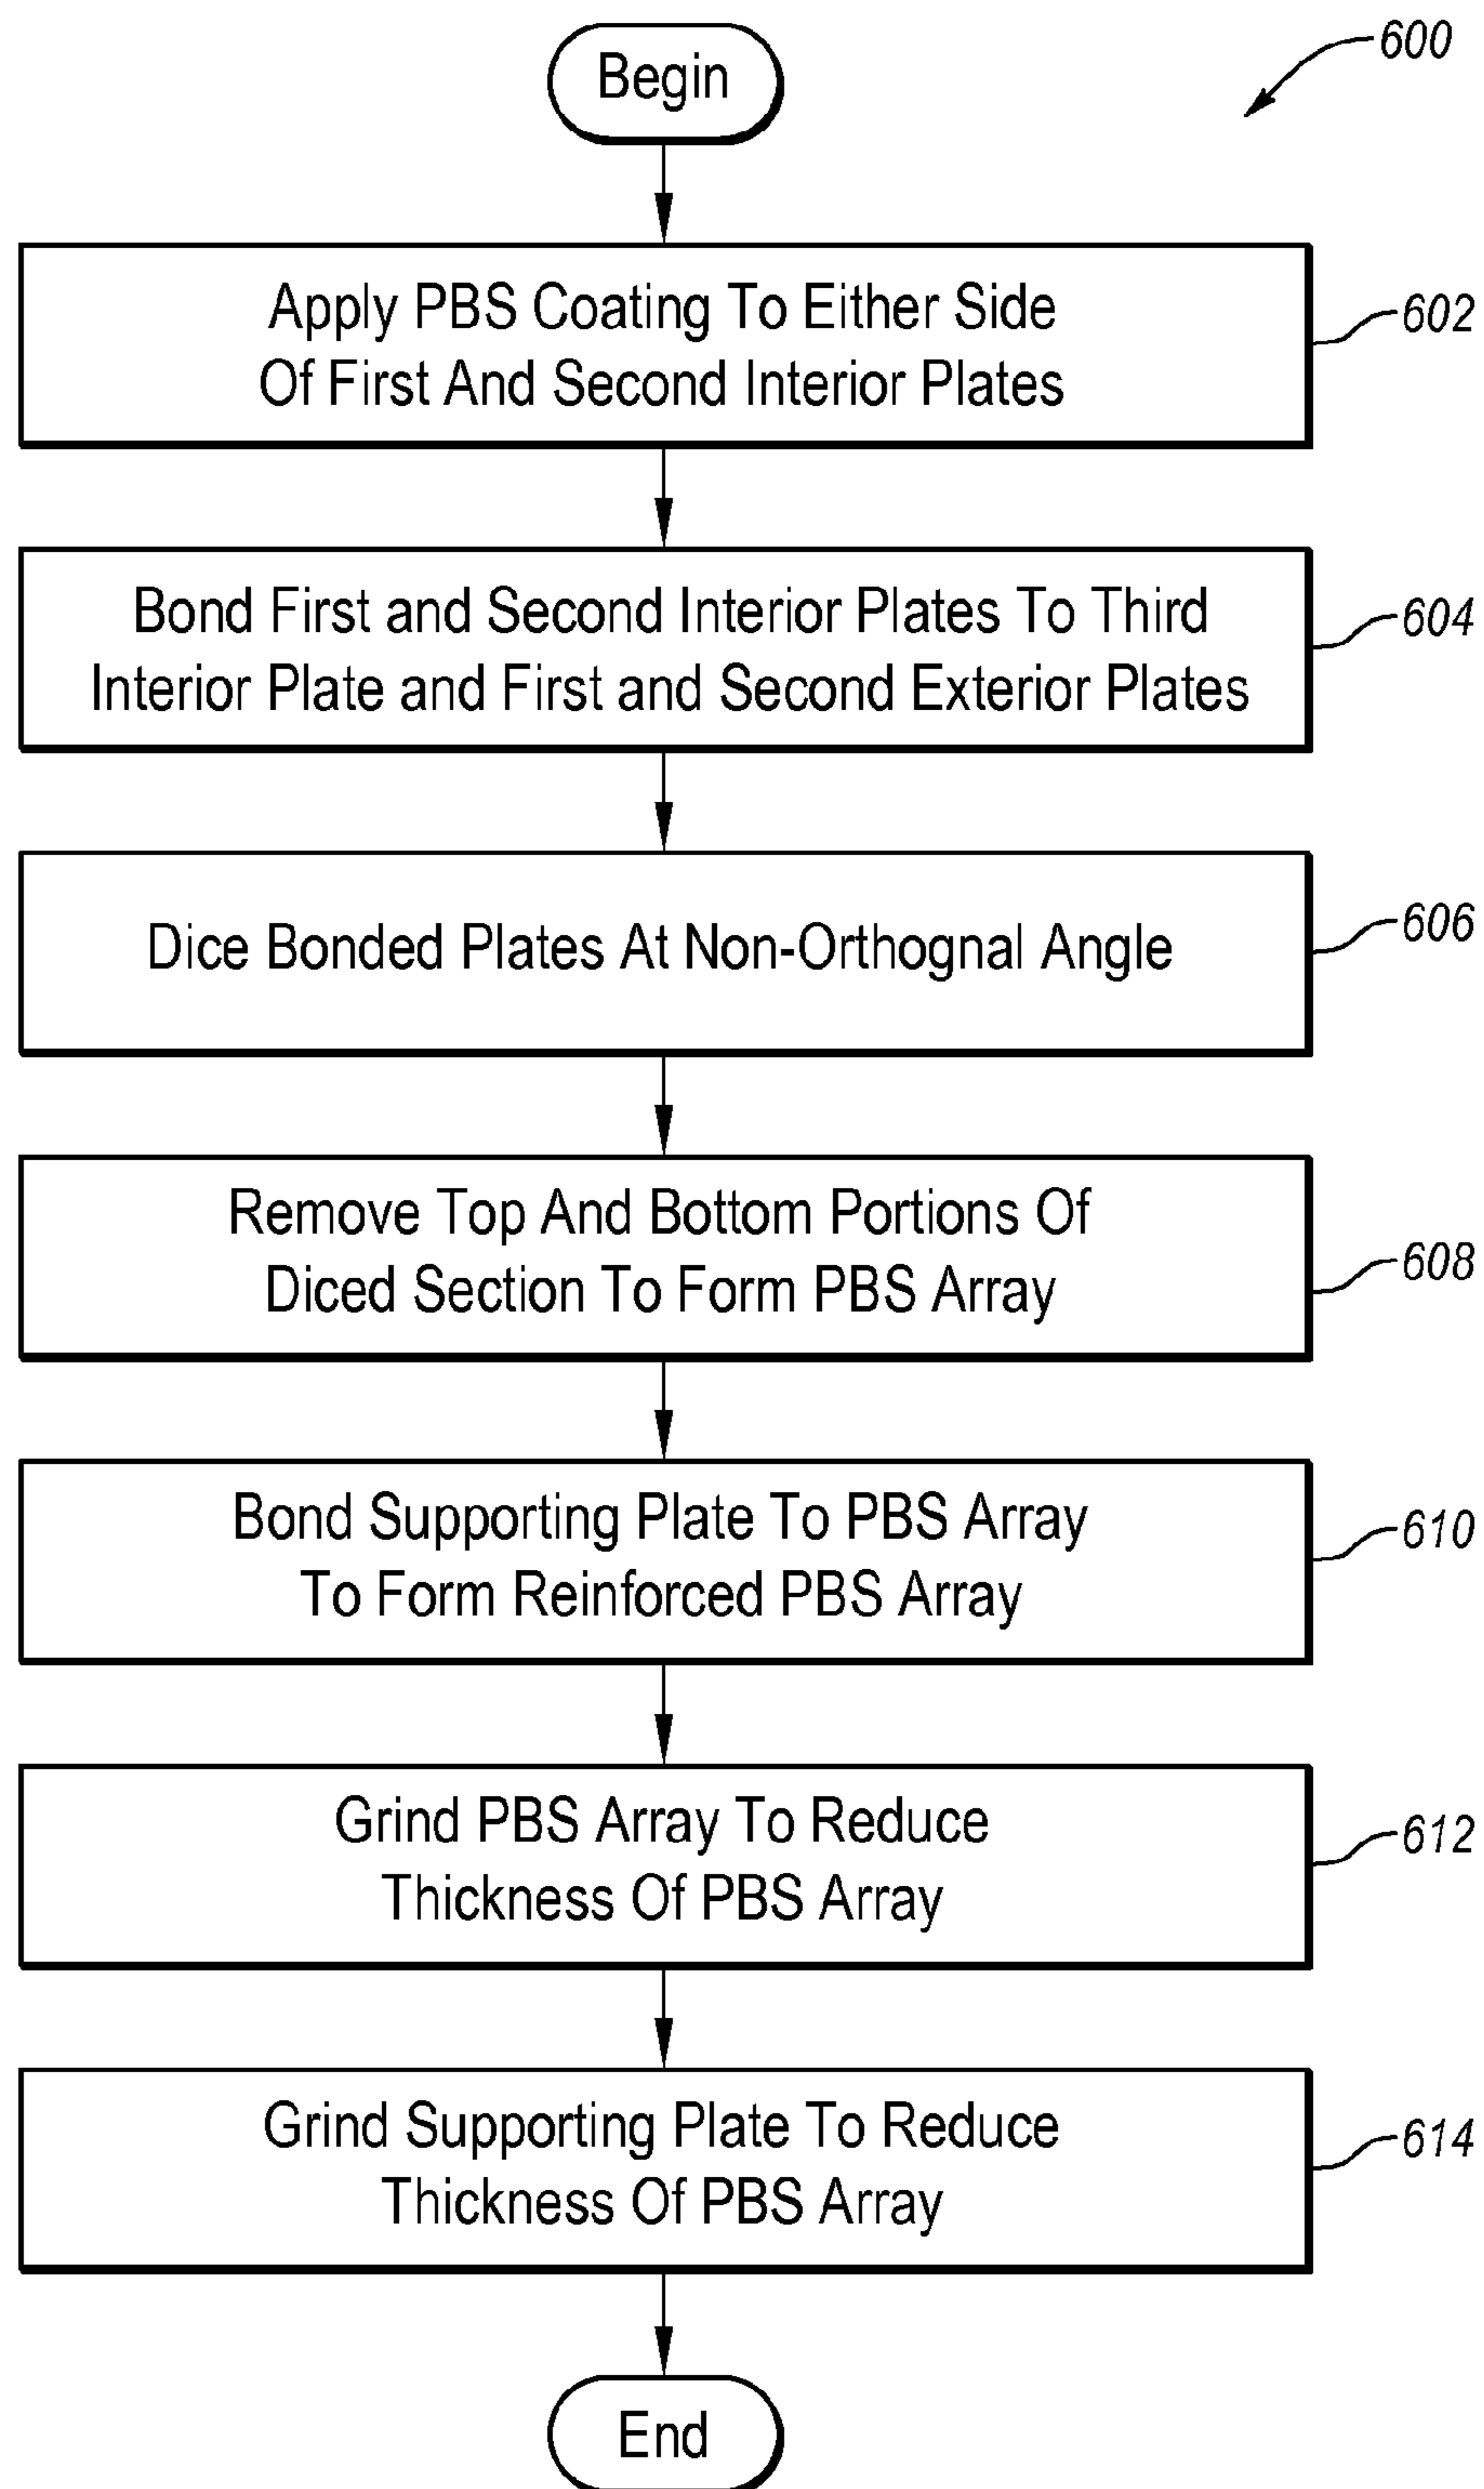 Begin
600
Apply PBS Coating To Either Side
Of First And Second Interior Plates
602
Bond First and Second Interior Plates To Third
Interior Plate and First and Second Exterior Plates
604
Dice Bonded Plates At Non-Orthognal Angle
606
Remove Top And Bottom Portions Of
Diced Section To Form PBS Array
608
Bond Supporting Plate To PBS Array
To Form Reinforced PBS Array
610
Grind PBS Array To Reduce
Thickness Of PBS Array
612
Grind Supporting Plate To Reduce
Thickness Of PBS Array
614
End